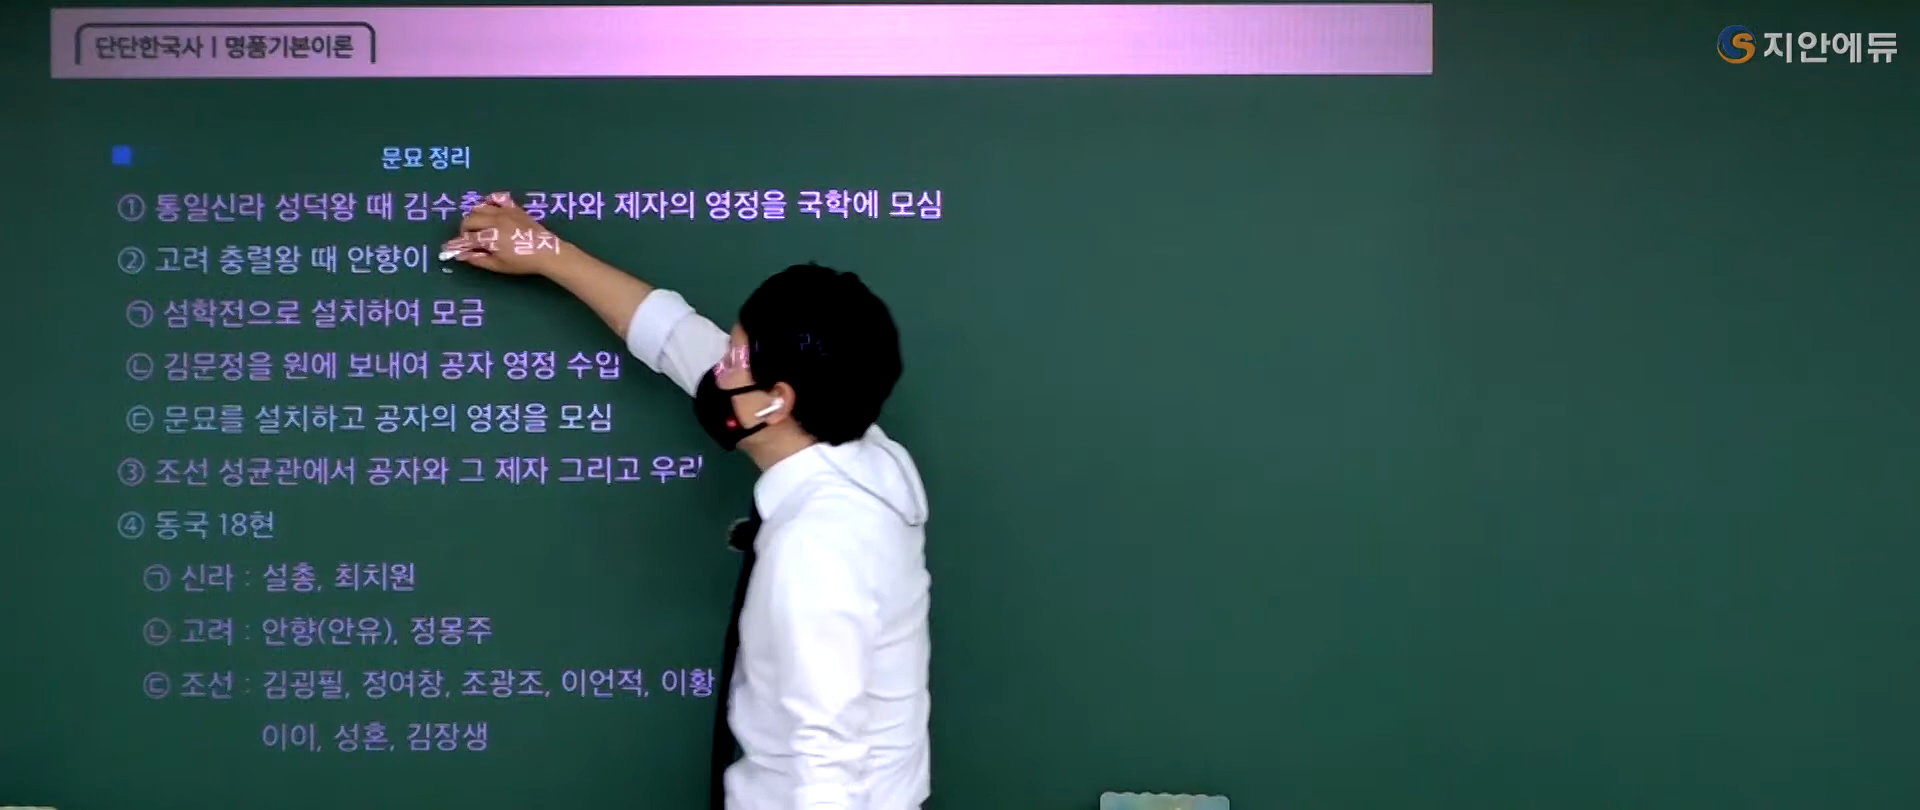 단단한국사 | 명품기본이론
지안에듀
문묘 정리
① 통일신라 성덕왕 때 공자와 제자의 영정을 국학에 모심
② 고려 충렬왕 때 안향이 설치
㉠ 섬학전으로 설치하여 모금
㉡ 김문정을 원에 보내여 공자 영정 수입
㉢ 문묘를 설치하고 공자의 영정을 모심
③ 조선 성균관에서 공자와 그 제자 그리고
④ 동국 18현
㉠ 신라 : 설총, 최치원
㉡ 고려 : 안향(안유), 정몽주
㉢ 조선 : 김굉필, 정여창, 조광조, 이언적, 이황
이이, 성혼, 김장생